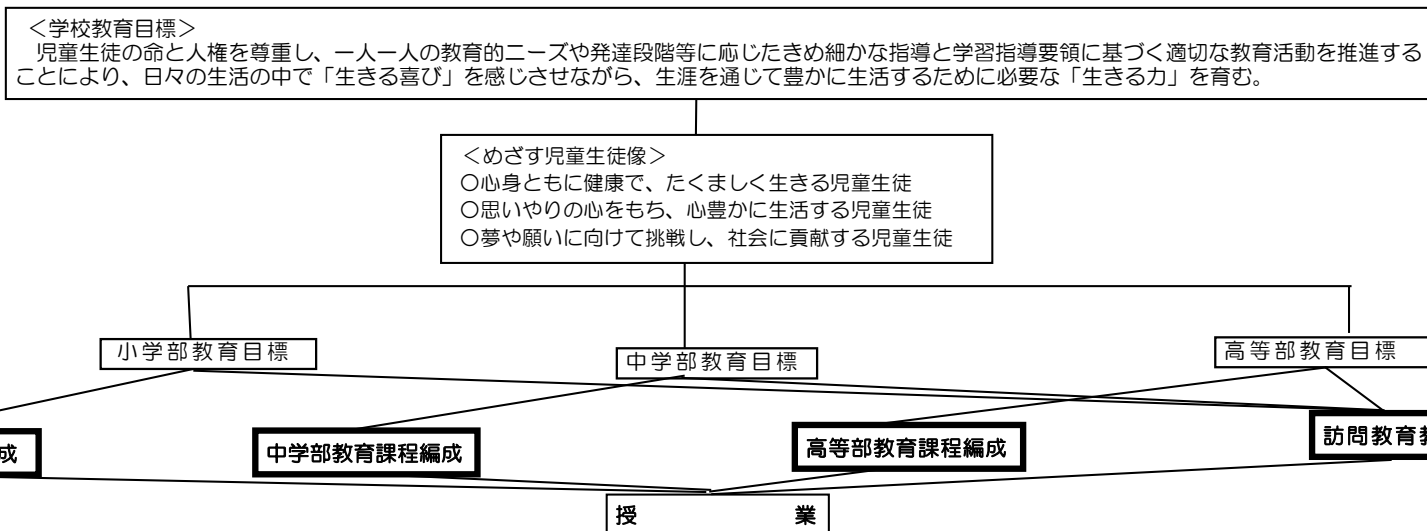 ＜学校教育目標＞
児童生徒の命と人権を尊重し、一人一人の教育的ニーズや発達段階等に応じたきめ細かな指導と学習指導要領に基づく適切な教育活動を推進する
ことにより、日々の生活の中で「生きる喜び」を感じさせながら、生涯を通じて豊かに生活するために必要な「生きる力」を育む。
＜めざす児童生徒像＞
〇心身ともに健康で、たくましく生きる児童生徒
〇思いやりの心をもち、心豊かに生活する児童生徒
〇夢や願いに向けて挑戦し、社会に貢献する児童生徒
小学部教育目標
中学部教育目標
高等部教育目標
成
中学部教育課程編成
高等部教育課程編成
訪問教育教
授　業